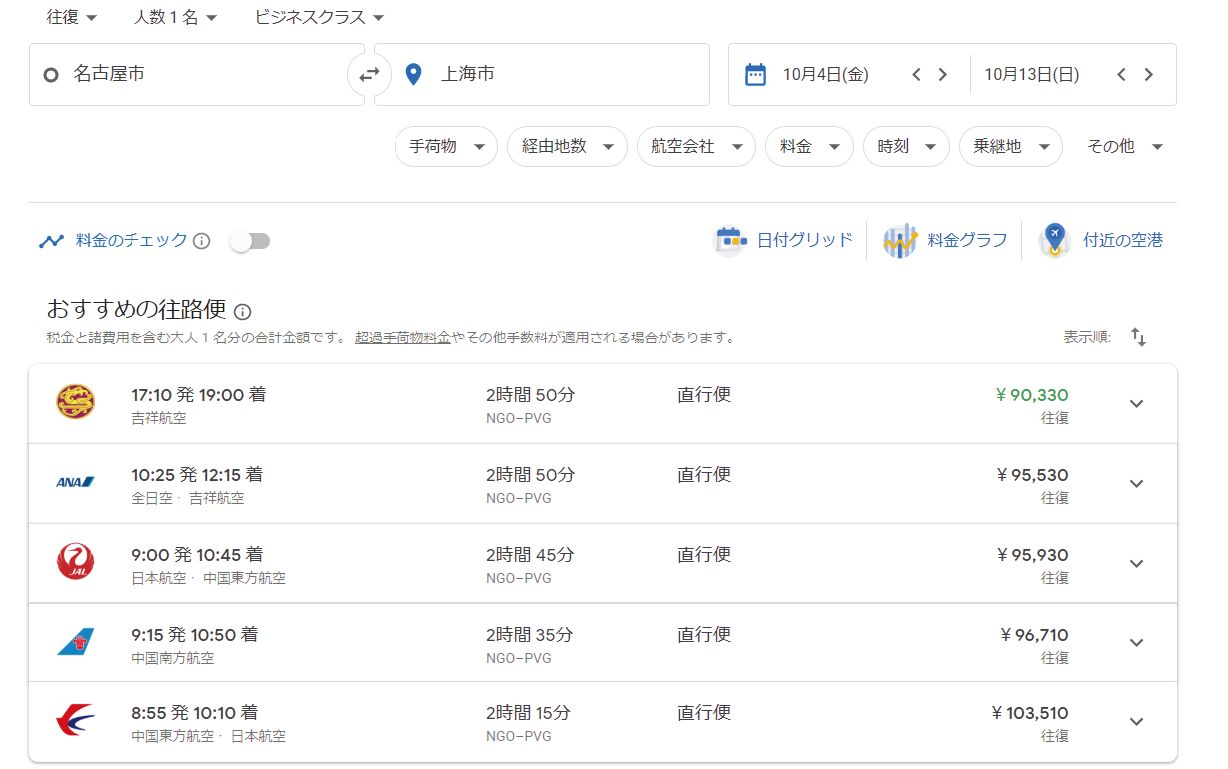 往復 人数 1 名 ビジネスクラス
名古屋市 上海市 10月4日(金) 10月13日(日)
手荷物 経由地数 航空会社 料金 時刻 乗継地 その他
料金のチェック 日付グリッド 料金グラフ 付近の空港
おすすめの往路便
税金と諸費用を含む大人 1 名分の合計金額です。 超過手荷物料金やその他手数料が適用される場合があります。 表示順:
17:10 発 19:00 着 2時間 50分 直行便 ¥ 90,330
吉祥航空 NGO–PVG 往復
ANA 10:25 発 12:15 着 2時間 50分 直行便 ¥ 95,530
全日空 · 吉祥航空 NGO–PVG 往復
JAL 9:00 発 10:45 着 2時間 45分 直行便 ¥ 95,930
日本航空 · 中国東方航空 NGO–PVG 往復
9:15 発 10:50 着 2時間 35分 直行便 ¥ 96,710
中国南方航空 NGO–PVG 往復
8:55 発 10:10 着 2時間 15分 直行便 ¥ 103,510
中国東方航空 · 日本航空 NGO–PVG 往復